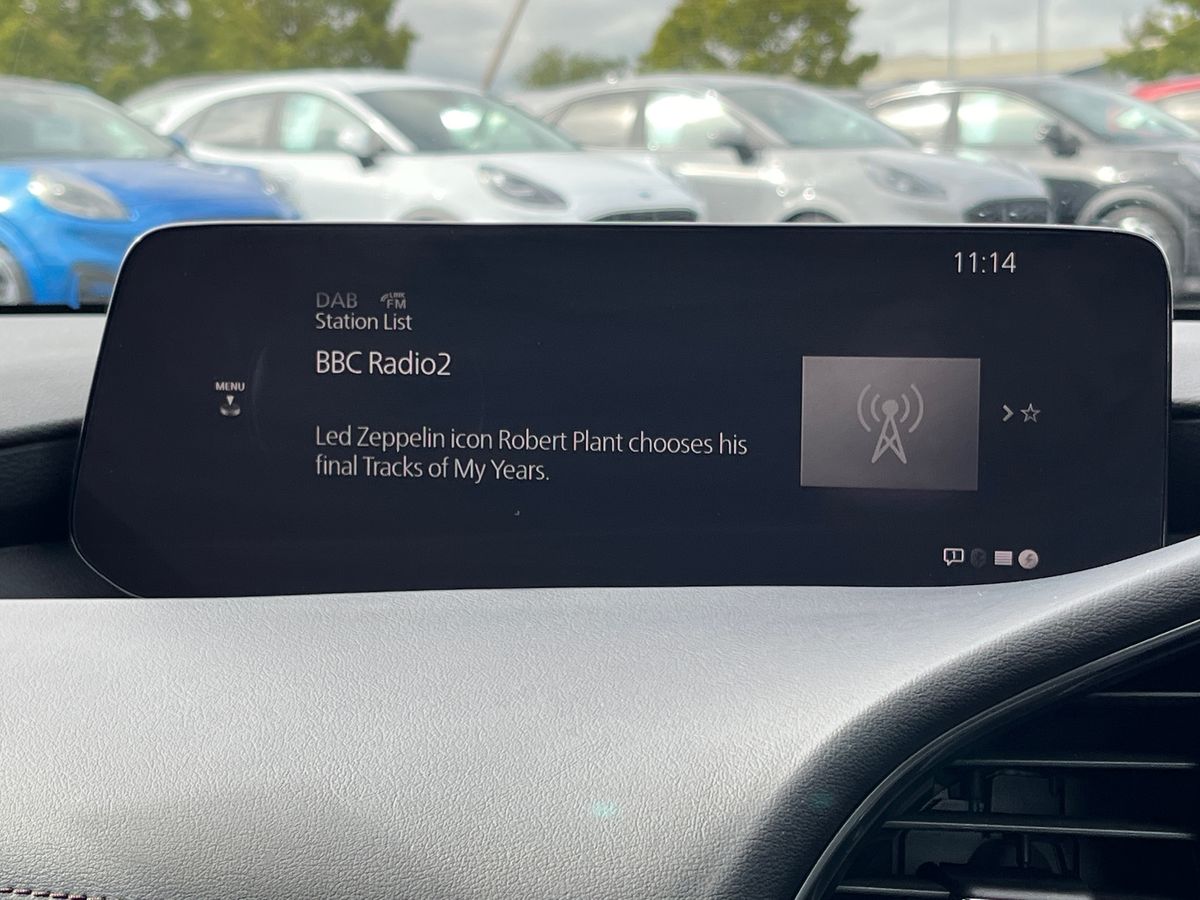 11:14
DAB LINK FM
Station List
BBC Radio2
MENU
Led Zeppelin icon Robert Plant chooses his
final Tracks of My Years.
1